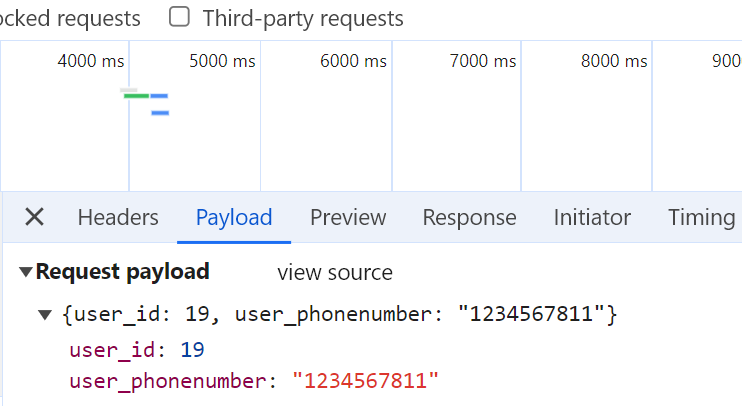 ocked requests Third-party requests
4000 ms 5000 ms 6000 ms 7000 ms 8000 ms 900
Headers Payload Preview Response Initiator Timing
Request payload view source
{user_id: 19, user_phonenumber: "1234567811"}
user_id: 19
user_phonenumber: "1234567811"